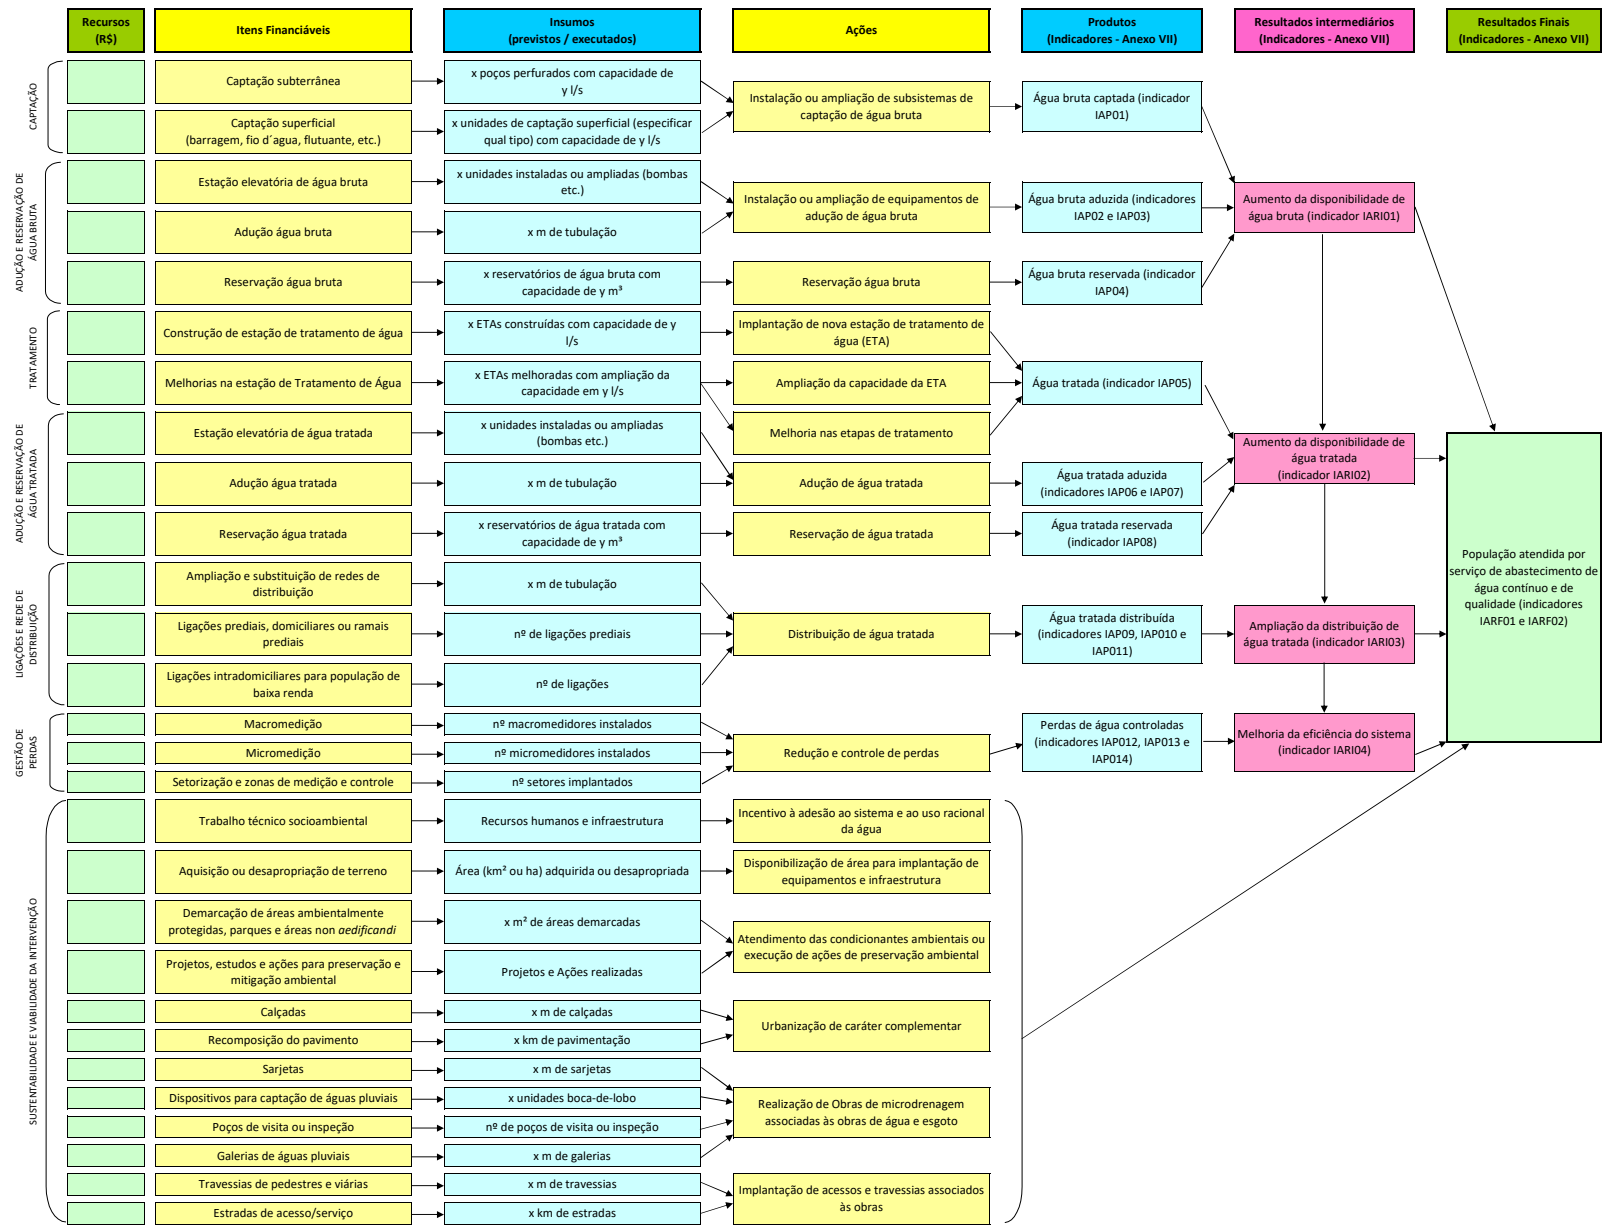 Recursos
(R$)
Itens Financiáveis
Insumos
(previstos / executados)
Ações
Produtos
(Indicadores - Anexo VII)
Resultados intermediários
(Indicadores - Anexo VII)
Resultados Finais
(Indicadores - Anexo VII)
CAPTAÇÃO
Captação subterrânea
x poços perfurados com capacidade de
y l/s
Captação superficial
(barragem, fio d´agua, flutuante, etc.)
x unidades de captação superficial (especificar
qual tipo) com capacidade de y l/s
Instalação ou ampliação de subsistemas de
captação de água bruta
Água bruta captada (indicador
IAP01)
ADUÇÃO E RESERVAÇÃO DE
ÁGUA BRUTA
Estação elevatória de água bruta
x unidades instaladas ou ampliadas (bombas
etc.)
Adução água bruta
x m de tubulação
Instalação ou ampliação de equipamentos de
adução de água bruta
Água bruta aduzida (indicadores
IAP02 e IAP03)
Aumento da disponibilidade de
água bruta (indicador IARI01)
Reservação água bruta
x reservatórios de água bruta com
capacidade de y m³
Reservação água bruta
Água bruta reservada (indicador
IAP04)
TRATAMENTO
Construção de estação de tratamento de água
x ETAs construídas com capacidade de y
l/s
Implantação de nova estação de tratamento de
água (ETA)
Melhorias na estação de Tratamento de Água
x ETAs melhoradas com ampliação da
capacidade em y l/s
Ampliação da capacidade da ETA
Água tratada (indicador IAP05)
ADUÇÃO E RESERVAÇÃO DE
ÁGUA TRATADA
Estação elevatória de água tratada
x unidades instaladas ou ampliadas
(bombas etc.)
Melhoria nas etapas de tratamento
Aumento da disponibilidade de
água tratada
(indicador IARI02)
Adução água tratada
x m de tubulação
Adução de água tratada
Água tratada aduzida
(indicadores IAP06 e IAP07)
Reservação água tratada
x reservatórios de água tratada com
capacidade de y m³
Reservação de água tratada
Água tratada reservada
(indicador IAP08)
População atendida por
serviço de abastecimento de
água contínuo e de
qualidade (indicadores
IARF01 e IARF02)
LIGAÇÕES E REDE DE
DISTRIBUIÇÃO
Ampliação e substituição de redes de
distribuição
x m de tubulação
Ligações prediais, domiciliares ou ramais
prediais
nº de ligações prediais
Distribuição de água tratada
Água tratada distribuída
(indicadores IAP09, IAP010 e
IAP011)
Ampliação da distribuição de
água tratada (indicador IARI03)
Ligações intradomiciliares para população de
baixa renda
nº de ligações
GESTÃO DE
PERDAS
Macromedição
nº macromedidores instalados
Micromedição
nº micromedidores instalados
Redução e controle de perdas
Perdas de água controladas
(indicadores IAP012, IAP013 e
IAP014)
Melhoria da eficiência do sistema
(indicador IARI04)
Setorização e zonas de medição e controle
nº setores implantados
SUSTENTABILIDADE E VIABILIDADE DA INTERVENÇÃO
Trabalho técnico socioambiental
Recursos humanos e infraestrutura
Incentivo à adesão ao sistema e ao uso racional
da água
Aquisição ou desapropriação de terreno
Área (km² ou ha) adquirida ou desapropriada
Disponibilização de área para implantação de
equipamentos e infraestrutura
Demarcação de áreas ambientalmente
protegidas, parques e áreas non aedificandi
x m² de áreas demarcadas
Atendimento das condicionantes ambientais ou
execução de ações de preservação ambiental
Projetos, estudos e ações para preservação e
mitigação ambiental
Projetos e Ações realizadas
Calçadas
x m de calçadas
Urbanização de caráter complementar
Recomposição do pavimento
x km de pavimentação
Sarjetas
x m de sarjetas
Dispositivos para captação de águas pluviais
x unidades boca-de-lobo
Realização de Obras de microdrenagem
associadas às obras de água e esgoto
Poços de visita ou inspeção
nº de poços de visita ou inspeção
Galerias de águas pluviais
x m de galerias
Travessias de pedestres e viárias
x m de travessias
Implantação de acessos e travessias associados
às obras
Estradas de acesso/serviço
x km de estradas